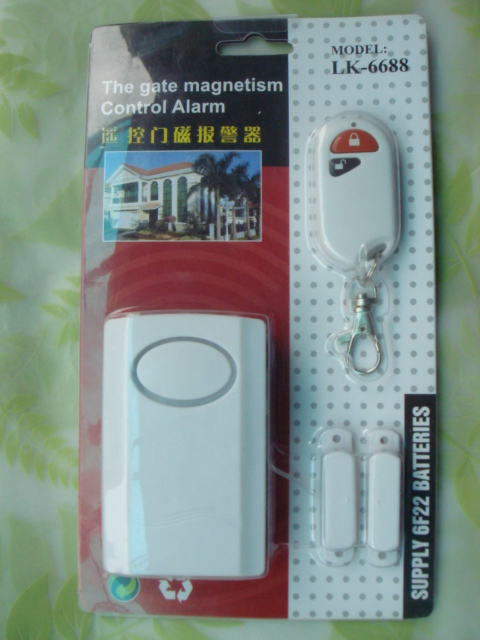 MODEL:
LK-6688
The gate magnetism
Control Alarm
遥控门磁报警器
SUPPLY 6F22 BATTERIES